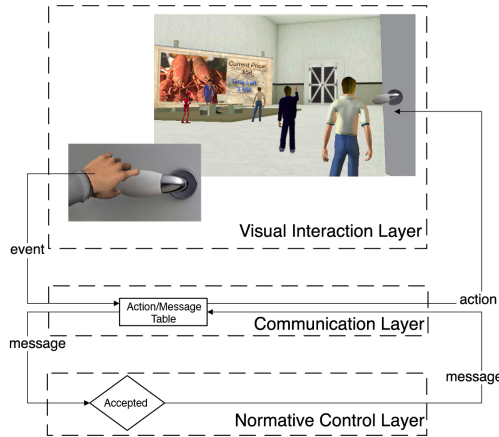 Current Price:
Visual Interaction Layer
event
Action/Message
Table
action
Communication Layer
message
message
Accepted
Normative Control Layer